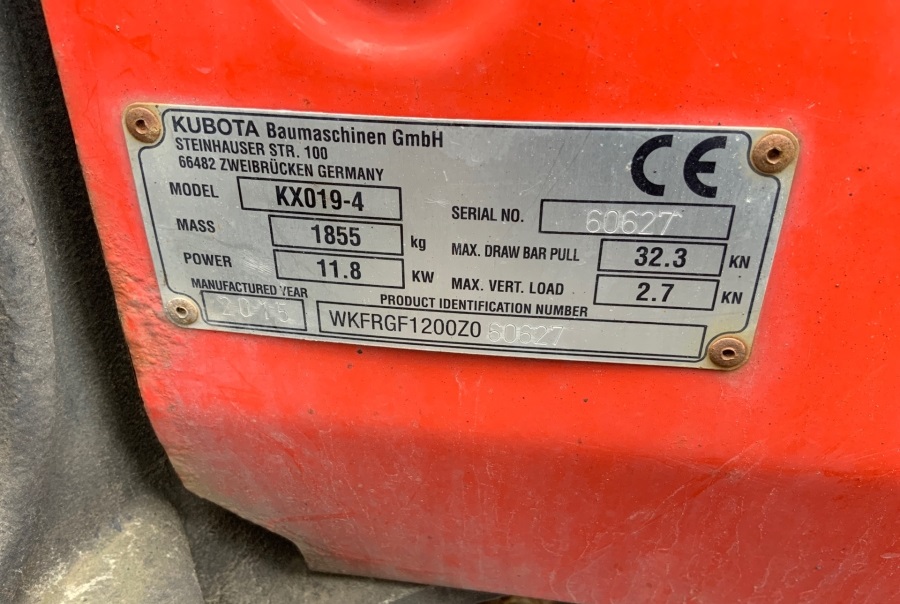 KUBOTA Baumaschinen GmbH
STEINHAUSER STR. 100
66482 ZWEIBRÜCKEN GERMANY
CE
MODEL KX019-4
MASS 1855 kg
POWER 11.8 KW
SERIAL NO. 60627
MAX. DRAW BAR PULL 32.3 KN
MAX. VERT. LOAD 2.7 KN
MANUFACTURED YEAR
2015
PRODUCT IDENTIFICATION NUMBER
WKFRGF1200Z060627